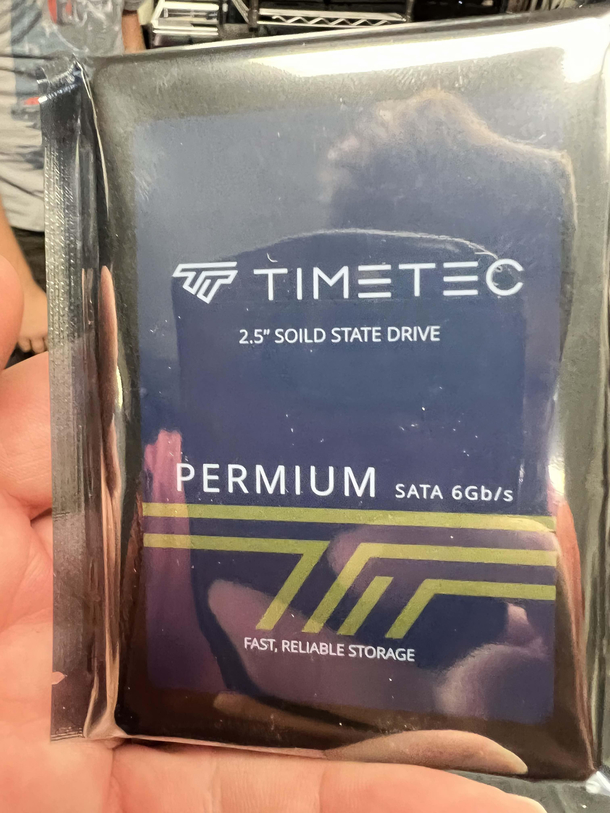 TIMETEC
2.5" SOILD STATE DRIVE
PERMIUM SATA 6Gb/s
FAST, RELIABLE STORAGE